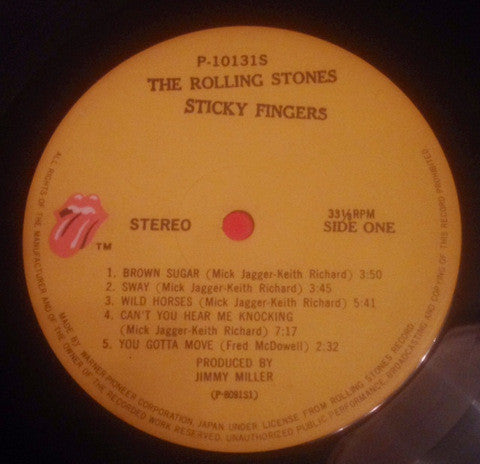 P-10131S
THE ROLLING STONES
STICKY FINGERS
TM
STEREO
33⅓RPM
SIDE ONE
1. BROWN SUGAR (Mick Jagger-Keith Richard) 3:50
2. SWAY (Mick Jagger-Keith Richard) 3:45
3. WILD HORSES (Mick Jagger-Keith Richard) 5:41
4. CAN'T YOU HEAR ME KNOCKING
(Mick Jagger-Keith Richard) 7:17
5. YOU GOTTA MOVE (Fred McDowell) 2:32
PRODUCED BY
JIMMY MILLER
(P-8091S1)
MADE BY WARNER-PIONEER CORPORATION, JAPAN UNDER LICENSE FROM ROLLING STONES RECORD
ALL RIGHTS OF THE MANUFACTURER AND OF THE OWNER OF THE RECORDED WORK RESERVED. UNAUTHORIZED PUBLIC PERFORMANCE, BROADCASTING AND COPYING OF THIS RECORD PROHIBITED